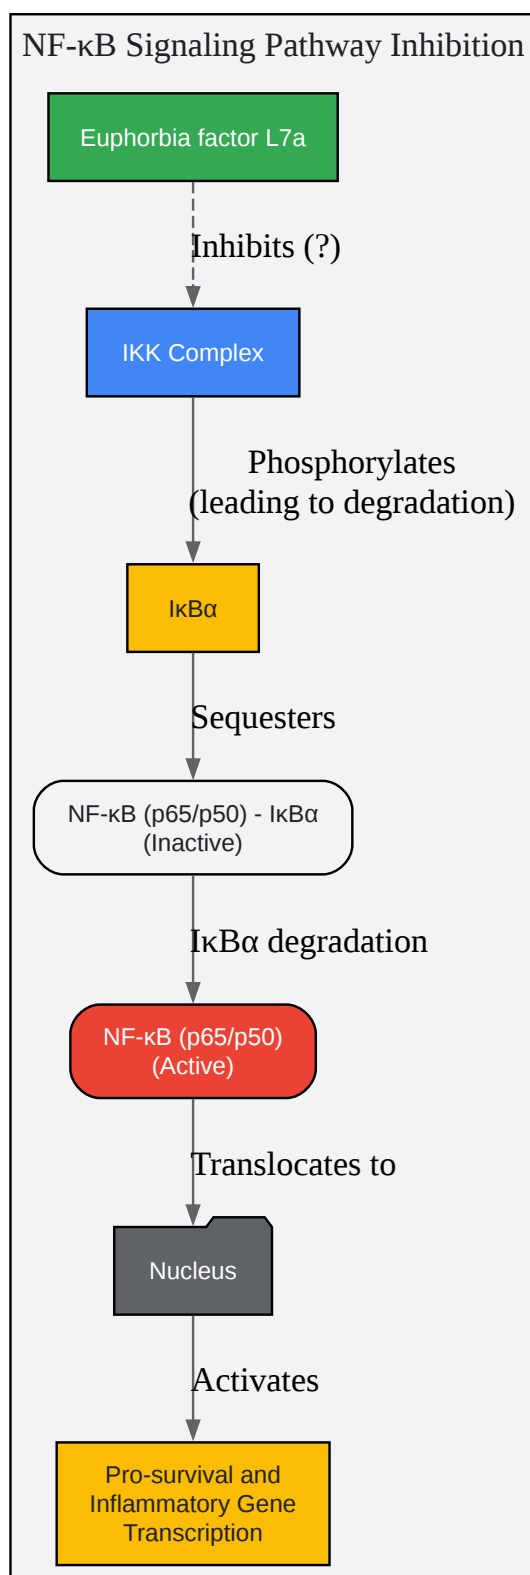 NF-κB Signaling Pathway Inhibition
Euphorbia factor L7a
Inhibits (?)
IKK Complex
Phosphorylates
(leading to degradation)
IκBα
Sequesters
NF-κB (p65/p50) - IκBα
(Inactive)
IκBα degradation
NF-κB (p65/p50)
(Active)
Translocates to
Nucleus
Activates
Pro-survival and
Inflammatory Gene
Transcription